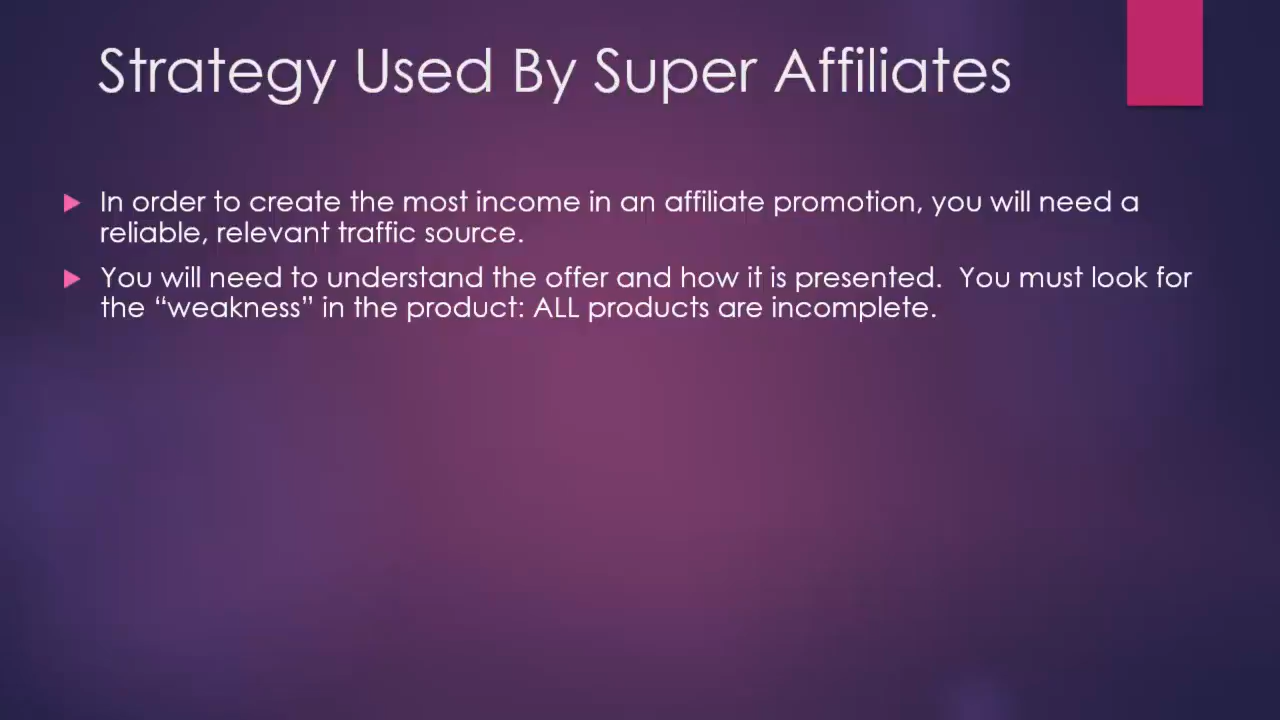 Strategy Used By Super Affiliates
In order to create the most income in an affiliate promotion, you will need a
reliable, relevant traffic source.
You will need to understand the offer and how it is presented.  You must look for
the “weakness” in the product: ALL products are incomplete.